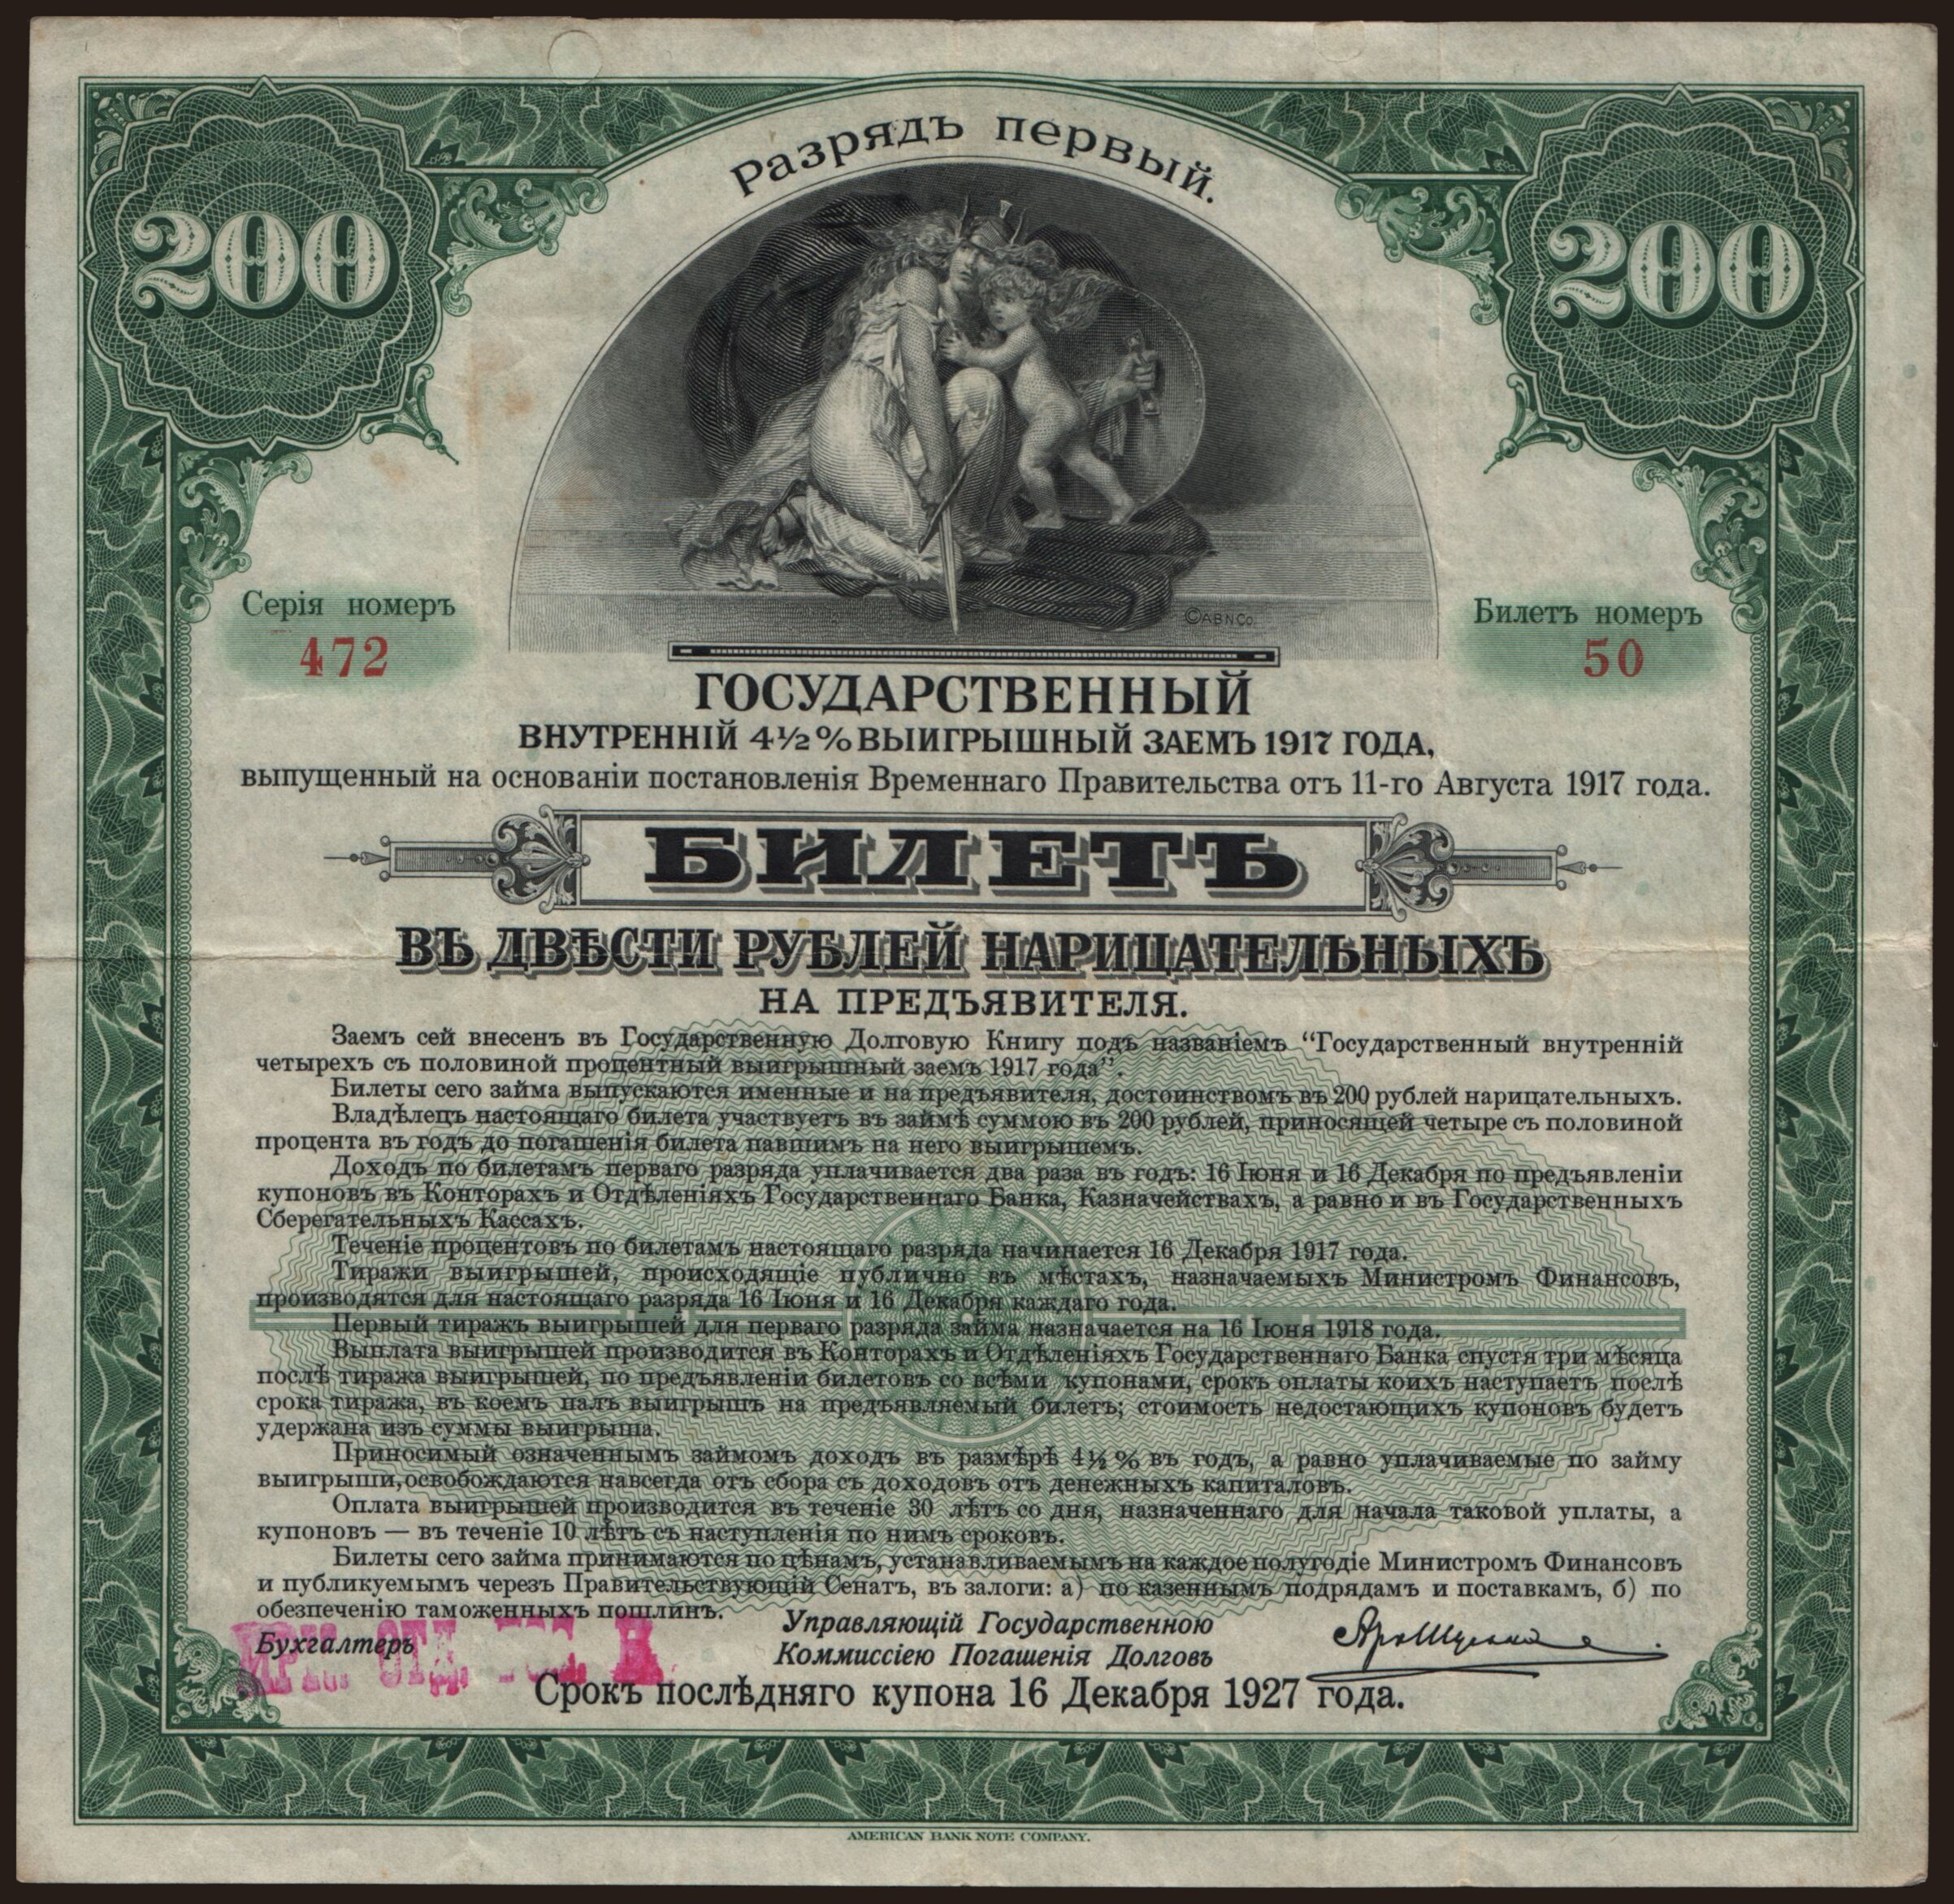 Разрядъ первый.
200
200
©ABNCo.
Серія номеръ
472
Билетъ номеръ
50
ГОСУДАРСТВЕННЫЙ
ВНУТРЕННІЙ 4½% ВЫИГРЫШНЫЙ ЗАЕМЪ 1917 ГОДА,
выпущенный на основаніи постановленія Временнаго Правительства отъ 11-го Августа 1917 года.
БИЛЕТЪ
ВЪ ДВѢСТИ РУБЛЕЙ НАРИЦАТЕЛЬНЫХЪ
НА ПРЕДЪЯВИТЕЛЯ.
Заемъ сей внесенъ въ Государственную Долговую Книгу подъ названіемъ “Государственный внутренній
четырехъ съ половиной процентный выигрышный заемъ 1917 года”.
Билеты сего займа выпускаются именные и на предъявителя, достоинствомъ въ 200 рублей нарицательныхъ.
Владѣлецъ настоящаго билета участвуетъ въ займѣ суммою въ 200 рублей, приносящей четыре съ половиной
процента въ годъ до погашенія билета павшимъ на него выигрышемъ.
Доходъ по билетамъ перваго разряда уплачивается два раза въ годъ: 16 Іюня и 16 Декабря по предъявленіи
купоновъ въ Конторахъ и Отдѣленіяхъ Государственнаго Банка, Казначействахъ, а равно и въ Государственныхъ
Сберегательныхъ Кассахъ.
Теченіе процентовъ по билетамъ настоящаго разряда начинается 16 Декабря 1917 года.
Тиражи выигрышей, происходящіе публично въ мѣстахъ, назначаемыхъ Министромъ Финансовъ,
производятся для настоящаго разряда 16 Іюня и 16 Декабря каждаго года.
Первый тиражъ выигрышей для перваго разряда займа назначается на 16 Іюня 1918 года.
Выплата выигрышей производится въ Конторахъ и Отдѣленіяхъ Государственнаго Банка спустя три мѣсяца
послѣ тиража выигрышей, по предъявленіи билетовъ со всѣми купонами, срокъ оплаты коихъ наступаетъ послѣ
срока тиража, въ коемъ палъ выигрышъ на предъявляемый билетъ; стоимость недостающихъ купоновъ будетъ
удержана изъ суммы выигрыша.
Приносимый означеннымъ займомъ доходъ въ размѣрѣ 4½% въ годъ, а равно уплачиваемые по займу
выигрыши, освобождаются навсегда отъ сбора съ доходовъ отъ денежныхъ капиталовъ.
Оплата выигрышей производится въ теченіе 30 лѣтъ со дня, назначеннаго для начала таковой уплаты, а
купоновъ — въ теченіе 10 лѣтъ съ наступленія по нимъ сроковъ.
Билеты сего займа принимаются по цѣнамъ, устанавливаемымъ на каждое полугодіе Министромъ Финансовъ
и публикуемымъ черезъ Правительствующій Сенатъ, въ залоги: а) по казеннымъ подрядамъ и поставкамъ, б) по
обезпеченію таможенныхъ пошлинъ.
Бухгалтеръ
Управляющій Государственною
Коммиссіею Погашенія Долговъ
Срокъ послѣдняго купона 16 Декабря 1927 года.
AMERICAN BANK NOTE COMPANY.